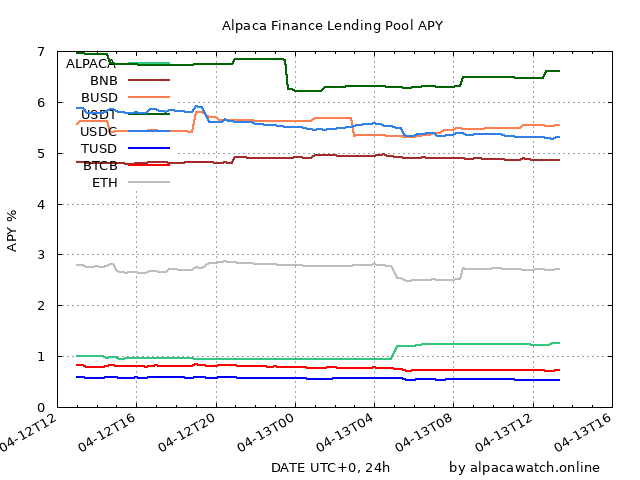 Alpaca Finance Lending Pool APY
7
6
5
4
3
2
1
0
APY %
ALPACA
BNB
BUSD
USDT
USDC
TUSD
BTCB
ETH
04-12T12
04-12T16
04-12T20
04-13T00
04-13T04
04-13T08
04-13T12
04-13T16
DATE UTC+0, 24h
by alpacawatch.online